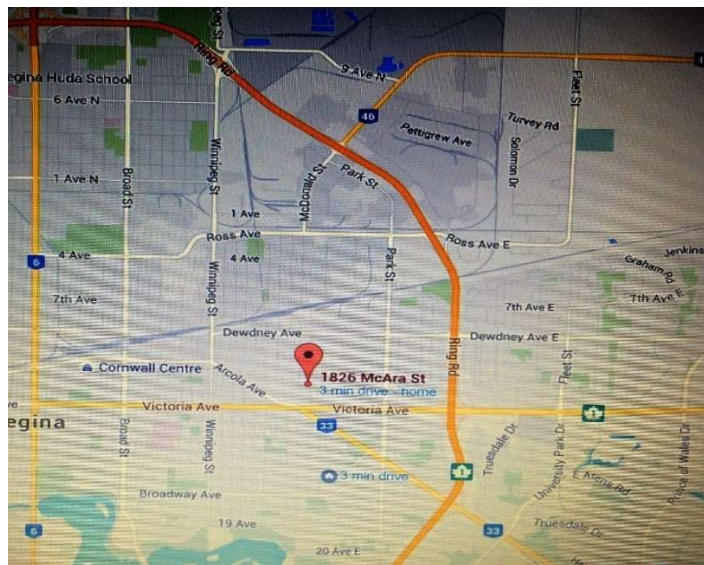 Ring Rd
9 Ave N
egina Huda School
6 Ave N
Fleet St
46
Turvey Rd
Pettigrew Ave
Solomon Dr
Winnipeg St
Broad St
1 Ave N
McDonald St
Park St
1 Ave
Ross Ave
Ross Ave E
4 Ave
4 Ave
6
Winnipeg St
Park St
Jenkins
Graham Rd
7th Ave
7th Ave E
7th Ave E
Dewdney Ave
Dewdney Ave E
Ring Rd
Fleet St
Cornwall Centre
Arcola Ave
1826 McAra St
3 min drive - home
Victoria Ave
Victoria Ave
1
egina
33
Broad St
Winnipeg St
Truesdale Dr
University Park Dr
Prince of Wales Dr
3 min drive
1
E Arens Rd
Broadway Ave
6
19 Ave
33
Truesdale Dr
20 Ave E